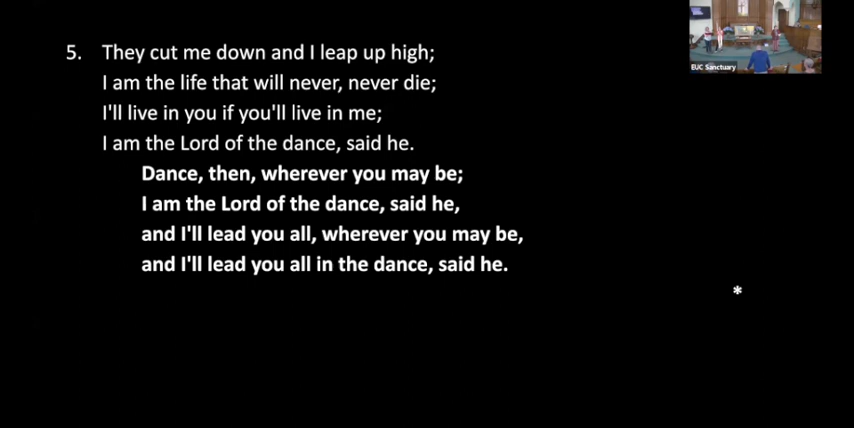 5. They cut me down and I leap up high;
I am the life that will never, never die;
I'll live in you if you'll live in me;
I am the Lord of the dance, said he.
Dance, then, wherever you may be;
I am the Lord of the dance, said he,
and I'll lead you all, wherever you may be,
and I'll lead you all in the dance, said he.
*
EUC Sanctuary